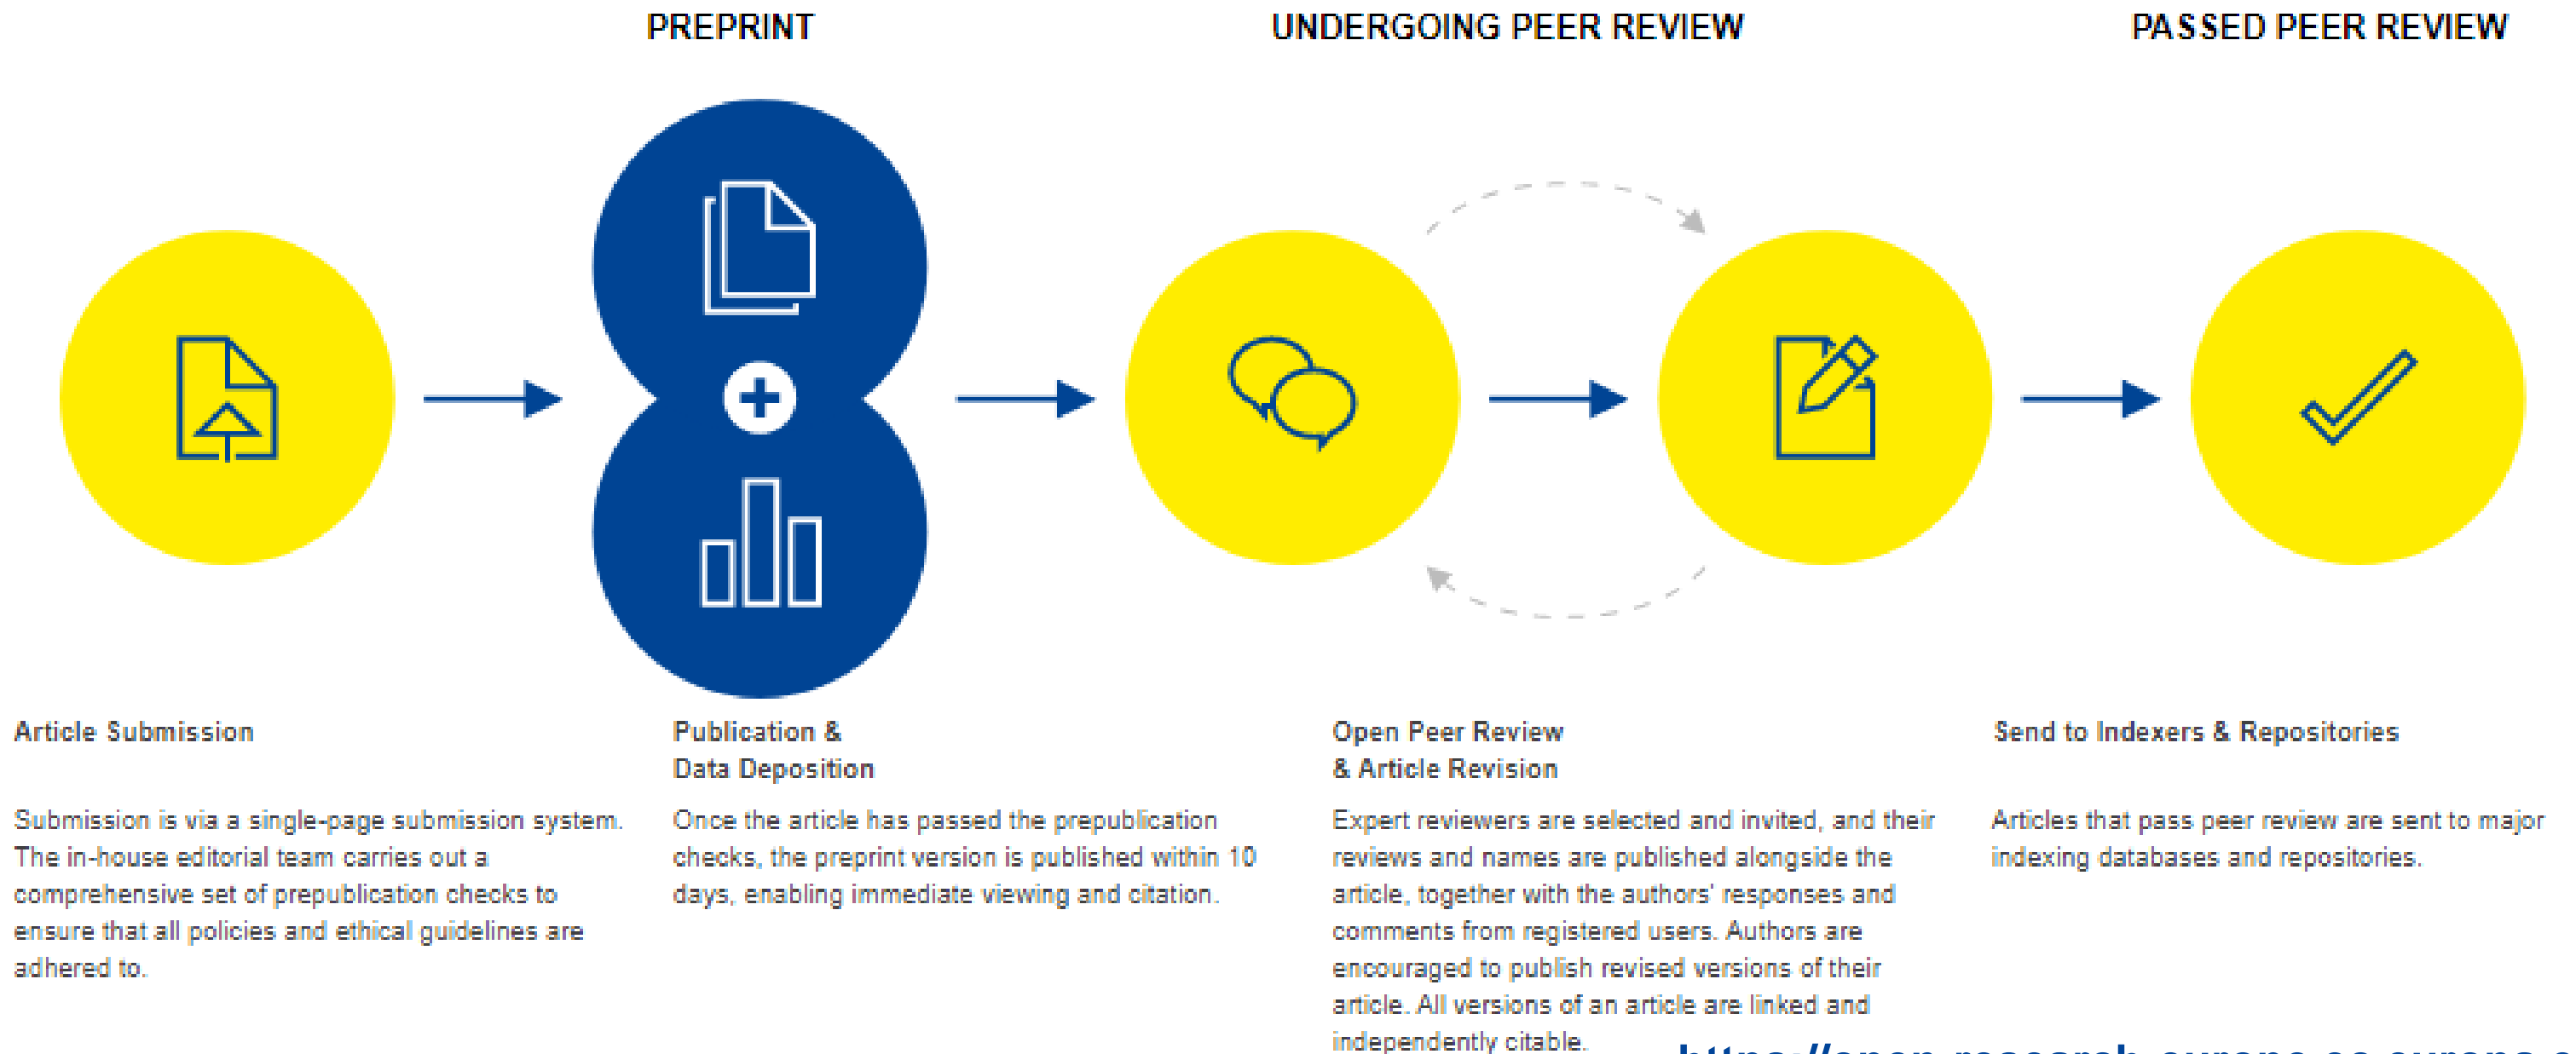 PREPRINT
UNDERGOING PEER REVIEW
PASSED PEER REVIEW
Article Submission
Submission is via a single-page submission system.
The in-house editorial team carries out a
comprehensive set of prepublication checks to
ensure that all policies and ethical guidelines are
adhered to.
Publication &
Data Deposition
Once the article has passed the prepublication
checks, the preprint version is published within 10
days, enabling immediate viewing and citation.
Open Peer Review
& Article Revision
Expert reviewers are selected and invited, and their
reviews and names are published alongside the
article, together with the authors' responses and
comments from registered users. Authors are
encouraged to publish revised versions of their
article. All versions of an article are linked and
independently citable.
Send to Indexers & Repositories
Articles that pass peer review are sent to major
indexing databases and repositories.